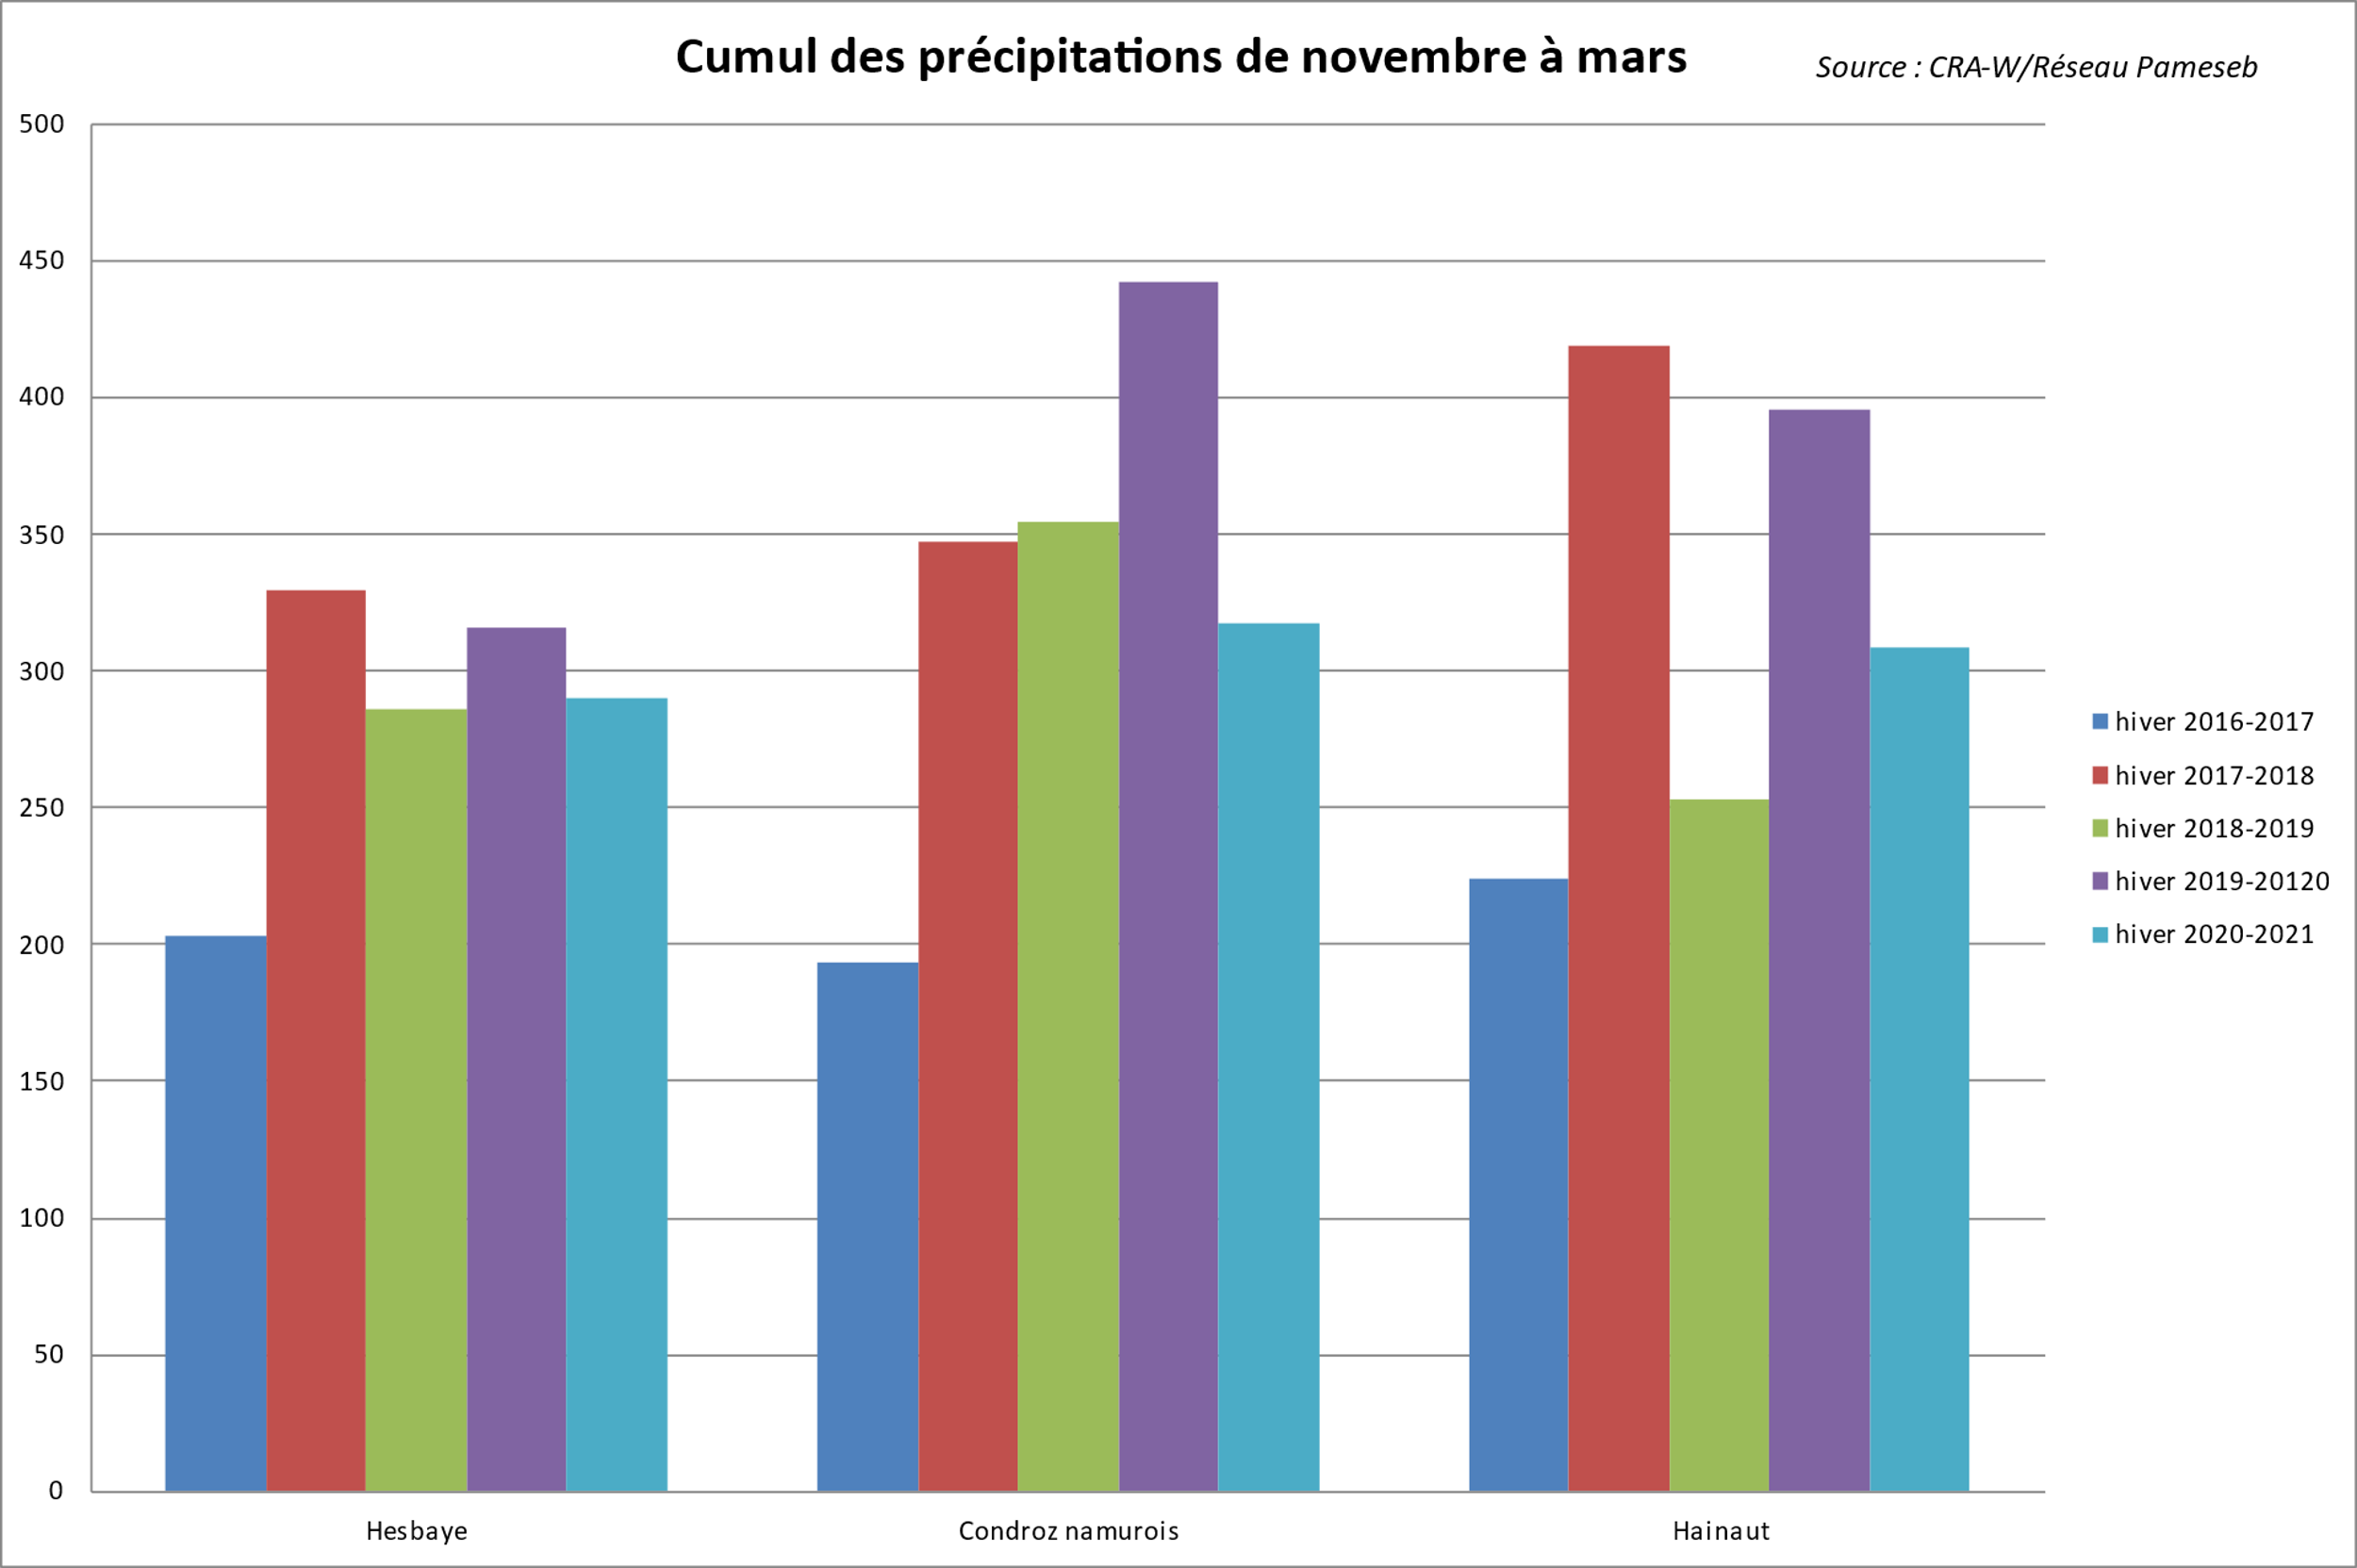 Cumul des précipitations de novembre à mars
Source : CRA-W/Réseau Pameseb
500
450
400
350
300
250
200
150
100
50
0
Hesbaye
Condroz namurois
Hainaut
hiver 2016-2017
hiver 2017-2018
hiver 2018-2019
hiver 2019-20120
hiver 2020-2021